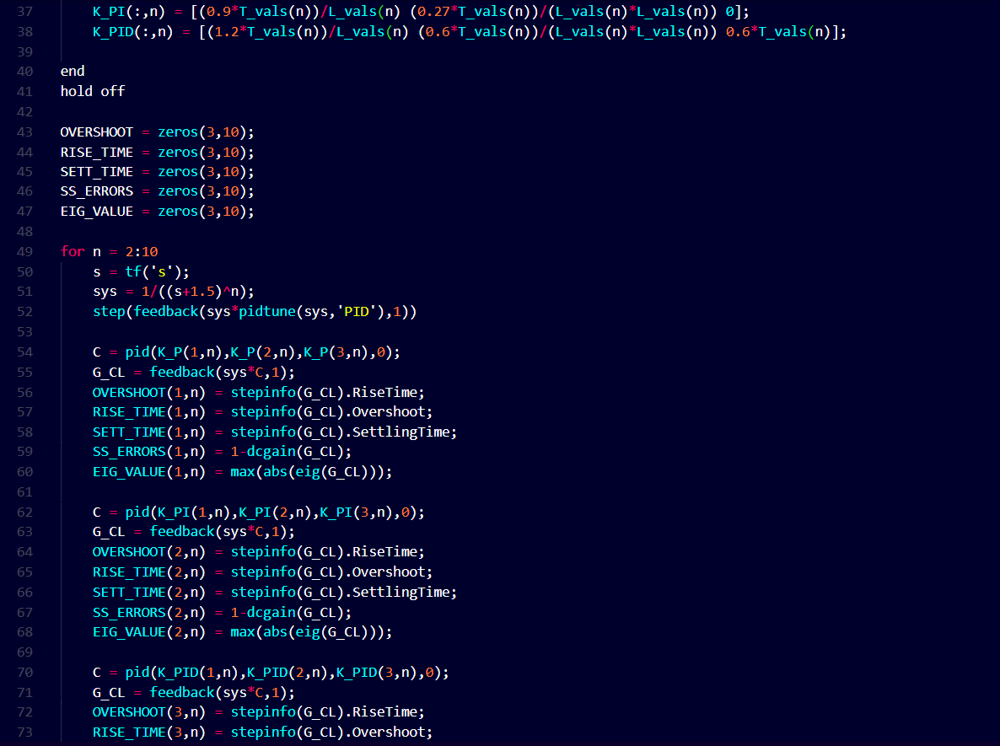 37 K_PI(:,n) = [(0.9*T_vals(n))/L_vals(n) (0.27*T_vals(n))/(L_vals(n)*L_vals(n)) 0];
38 K_PID(:,n) = [(1.2*T_vals(n))/L_vals(n) (0.6*T_vals(n))/(L_vals(n)*L_vals(n)) 0.6*T_vals(n)];
39
40 end
41 hold off
42
43 OVERSHOOT = zeros(3,10);
44 RISE_TIME = zeros(3,10);
45 SETT_TIME = zeros(3,10);
46 SS_ERRORS = zeros(3,10);
47 EIG_VALUE = zeros(3,10);
48
49 for n = 2:10
50 s = tf('s');
51 sys = 1/((s+1.5)^n);
52 step(feedback(sys*pidtune(sys,'PID'),1))
53
54 C = pid(K_P(1,n),K_P(2,n),K_P(3,n),0);
55 G_CL = feedback(sys*C,1);
56 OVERSHOOT(1,n) = stepinfo(G_CL).RiseTime;
57 RISE_TIME(1,n) = stepinfo(G_CL).Overshoot;
58 SETT_TIME(1,n) = stepinfo(G_CL).SettlingTime;
59 SS_ERRORS(1,n) = 1-dcgain(G_CL);
60 EIG_VALUE(1,n) = max(abs(eig(G_CL)));
61
62 C = pid(K_PI(1,n),K_PI(2,n),K_PI(3,n),0);
63 G_CL = feedback(sys*C,1);
64 OVERSHOOT(2,n) = stepinfo(G_CL).RiseTime;
65 RISE_TIME(2,n) = stepinfo(G_CL).Overshoot;
66 SETT_TIME(2,n) = stepinfo(G_CL).SettlingTime;
67 SS_ERRORS(2,n) = 1-dcgain(G_CL);
68 EIG_VALUE(2,n) = max(abs(eig(G_CL)));
69
70 C = pid(K_PID(1,n),K_PID(2,n),K_PID(3,n),0);
71 G_CL = feedback(sys*C,1);
72 OVERSHOOT(3,n) = stepinfo(G_CL).RiseTime;
73 RISE_TIME(3,n) = stepinfo(G_CL).Overshoot;